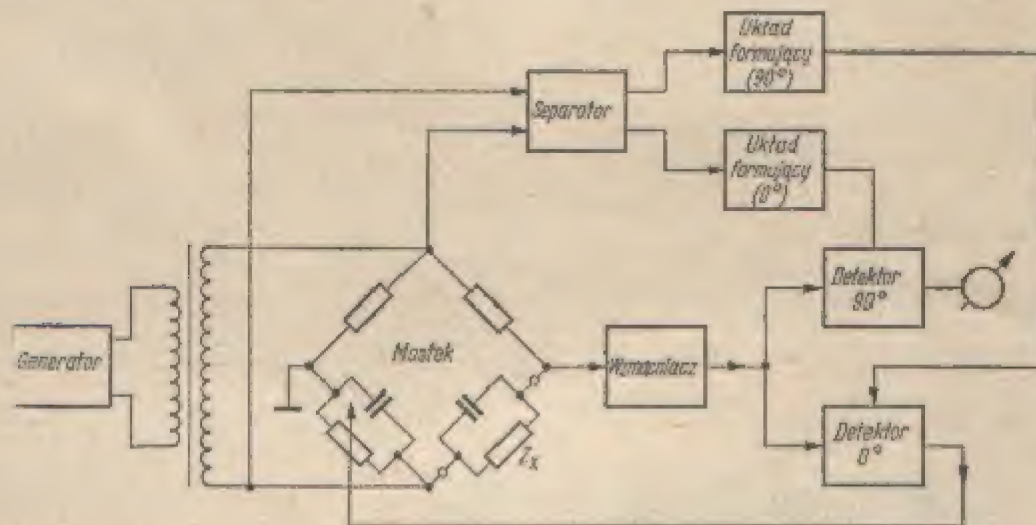 Układ
formujący
(90°)
Separator
Układ
formujący
(0°)
Detektor
90°
Generator
Mostek
Wzmacniacz
Detektor
0°
Zx